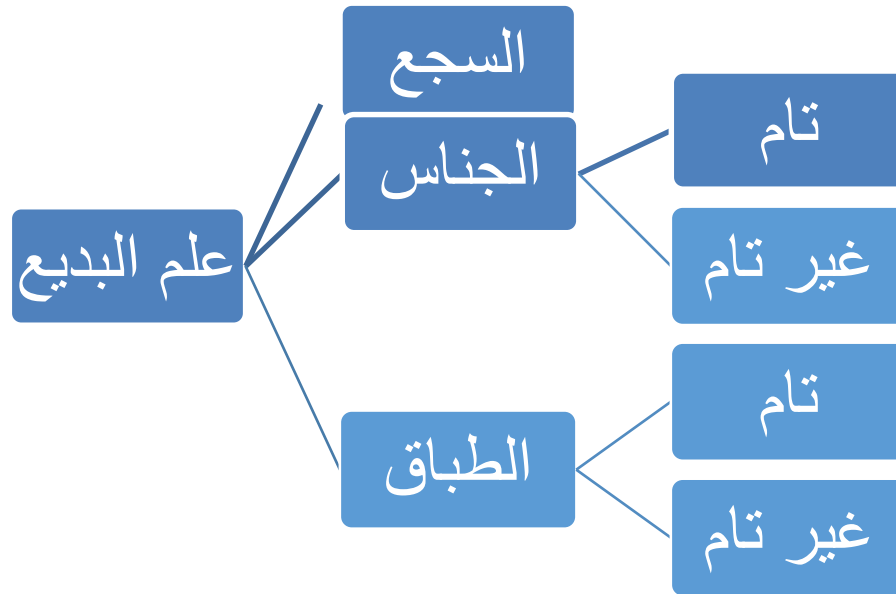 علم البديع
السجع
الجناس
تام
غير تام
الطباق
تام
غير تام